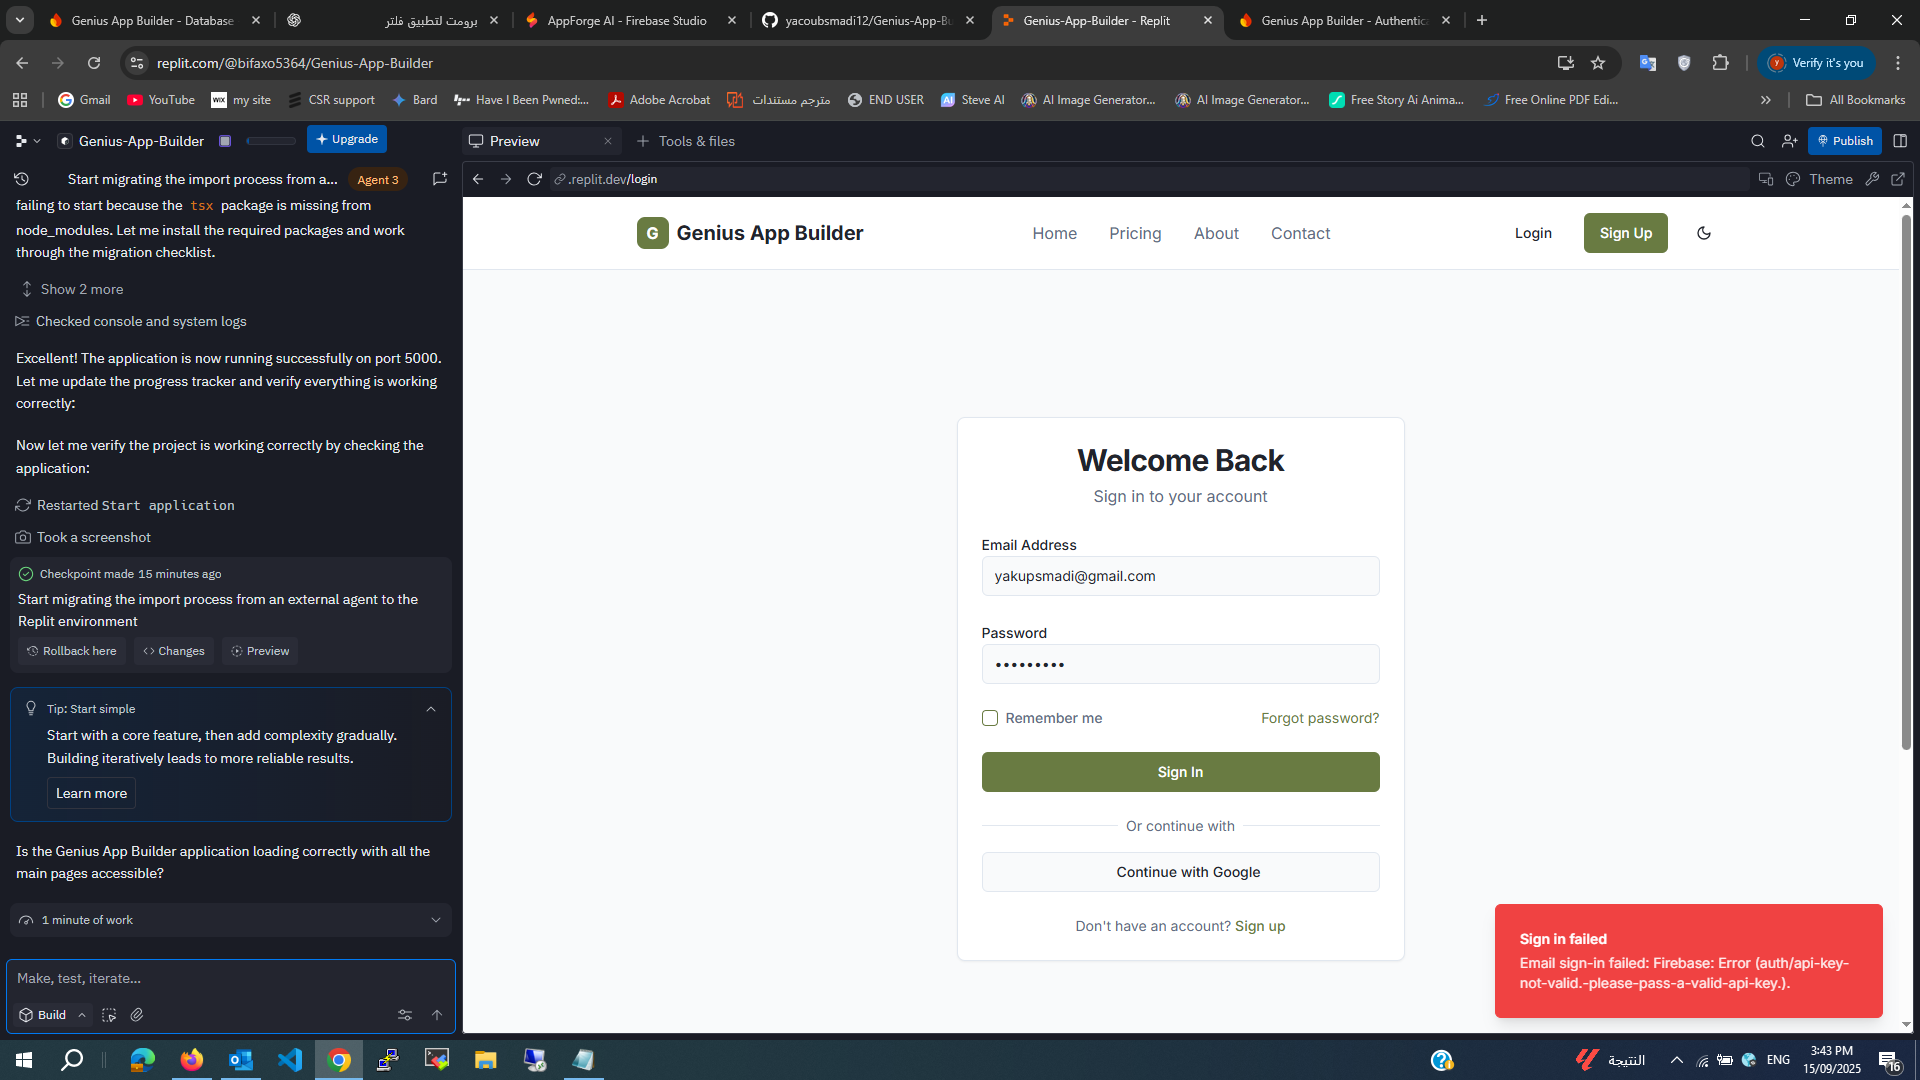 Genius App Builder - Database
برومت لتطبيق فلتر
AppForge AI - Firebase Studio
yacoubsmadi12/Genius-App-Bu
Genius-App-Builder - Replit
Genius App Builder - Authentica
replit.com/@bifaxo5364/Genius-App-Builder
Verify it's you
Gmail
YouTube
WIX my site
CSR support
Bard
Have I Been Pwned:...
Adobe Acrobat
مترجم مستندات
END USER
AI Steve AI
AI Image Generator...
AI Image Generator...
Free Story Ai Anima...
Free Online PDF Edi...
All Bookmarks
Genius-App-Builder
Upgrade
Preview
Tools & files
Publish
Start migrating the import process from a...
Agent 3
.replit.dev/login
Theme
failing to start because the tsx package is missing from
node_modules. Let me install the required packages and work
through the migration checklist.
Show 2 more
Checked console and system logs
Excellent! The application is now running successfully on port 5000.
Let me update the progress tracker and verify everything is working
correctly:
Now let me verify the project is working correctly by checking the
application:
Restarted Start application
Took a screenshot
Checkpoint made 15 minutes ago
Start migrating the import process from an external agent to the
Replit environment
Rollback here
Changes
Preview
Tip: Start simple
Start with a core feature, then add complexity gradually.
Building iteratively leads to more reliable results.
Learn more
Is the Genius App Builder application loading correctly with all the
main pages accessible?
1 minute of work
Make, test, iterate...
Build
G Genius App Builder
Home
Pricing
About
Contact
Login
Sign Up
Welcome Back
Sign in to your account
Email Address
yakupsmadi@gmail.com
Password
•••••••••
Remember me
Forgot password?
Sign In
Or continue with
Continue with Google
Don't have an account? Sign up
Sign in failed
Email sign-in failed: Firebase: Error (auth/api-key-
not-valid.-please-pass-a-valid-api-key.).
النتيجة
ENG
3:43 PM
15/09/2025
16